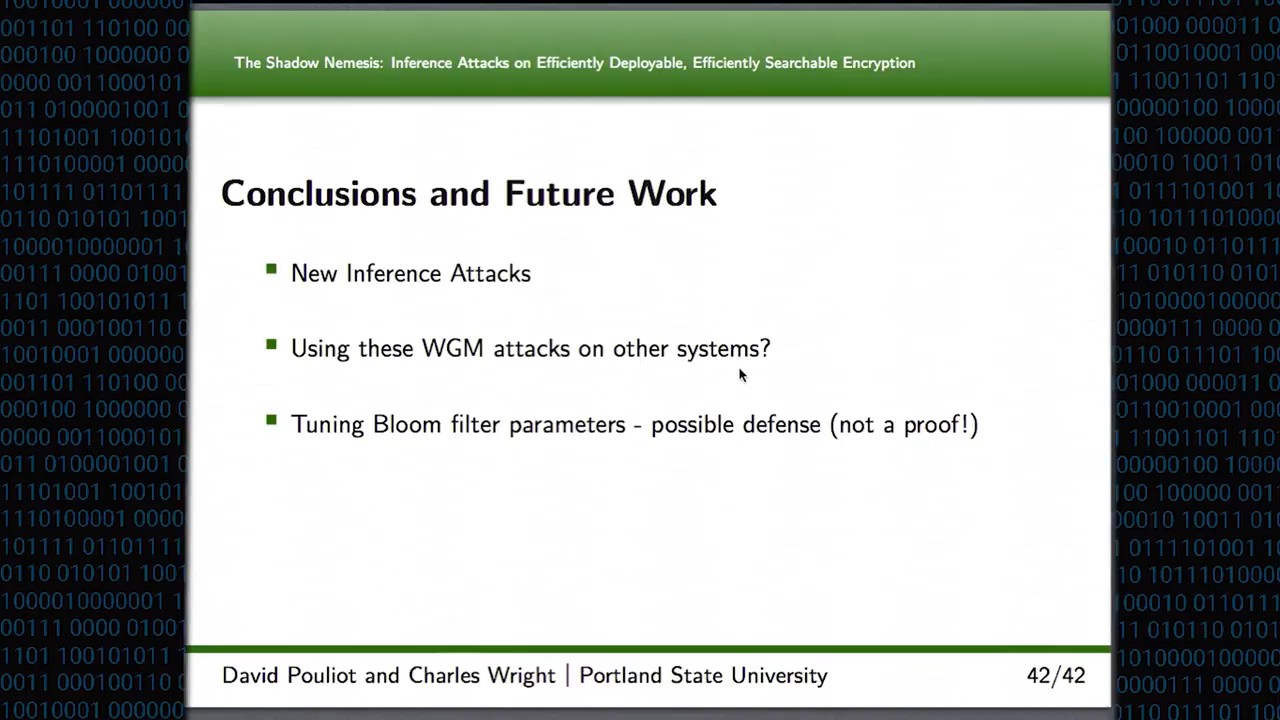 The Shadow Nemesis: Inference Attacks on Efficiently Deployable, Efficiently Searchable Encryption
Conclusions and Future Work
New Inference Attacks
Using these WGM attacks on other systems?
Tuning Bloom filter parameters - possible defense (not a proof!)
David Pouliot and Charles Wright | Portland State University
42/42